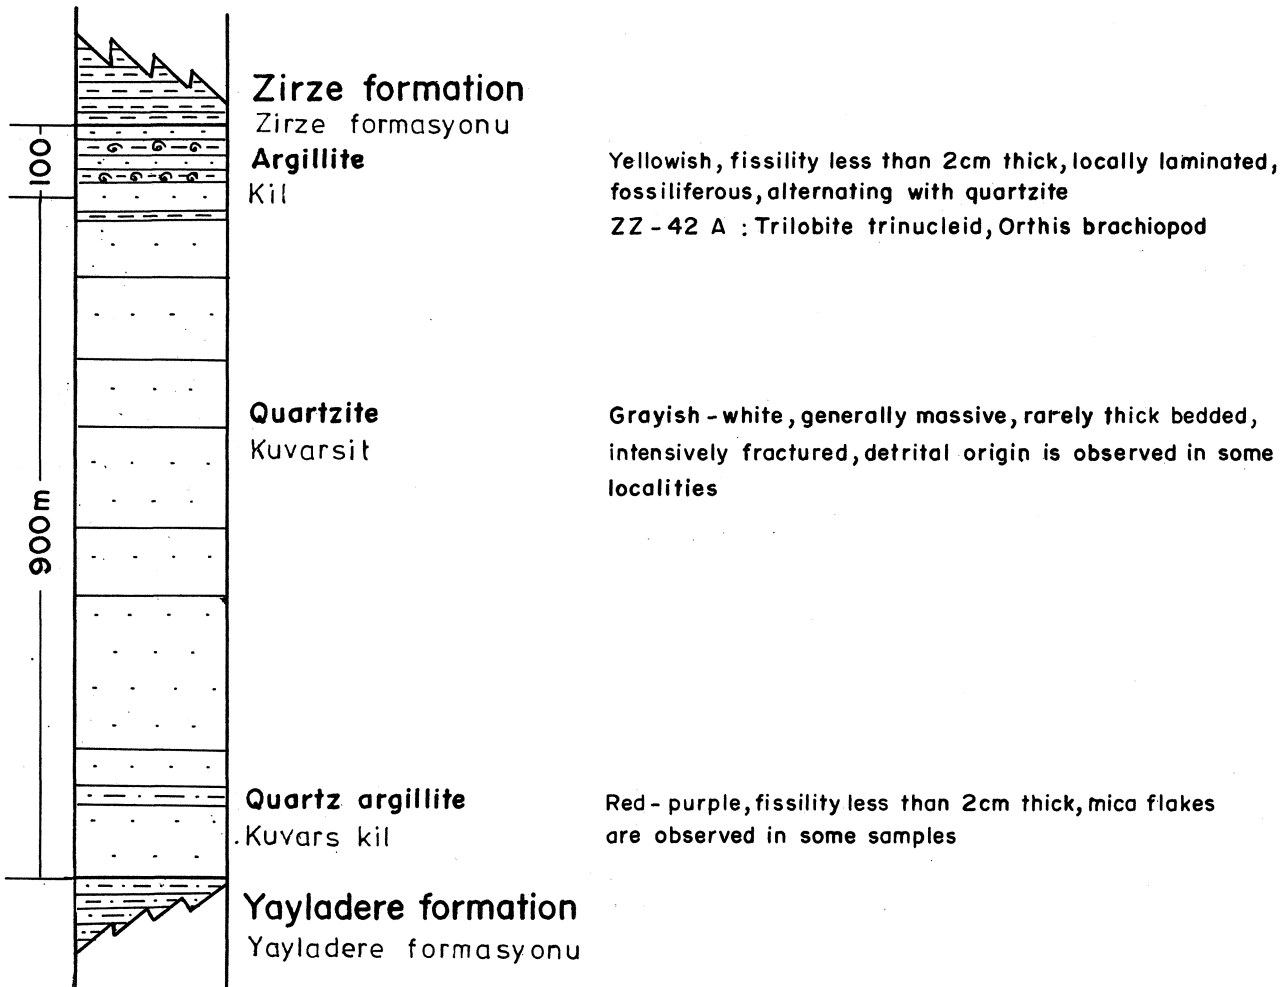 Zirze formation
Zirze formasyonu
100
Argillite
Kil
Yellowish, fissility less than 2cm thick, locally laminated,
fossiliferous, alternating with quartzite
ZZ-42 A : Trilobite trinucleid, Orthis brachiopod
900m
Quartzite
Kuvarsit
Grayish-white, generally massive, rarely thick bedded,
intensively fractured, detrital origin is observed in some
localities
Quartz argillite
Kuvars kil
Red-purple, fissility less than 2cm thick, mica flakes
are observed in some samples
Yayladere formation
Yayladere formasyonu